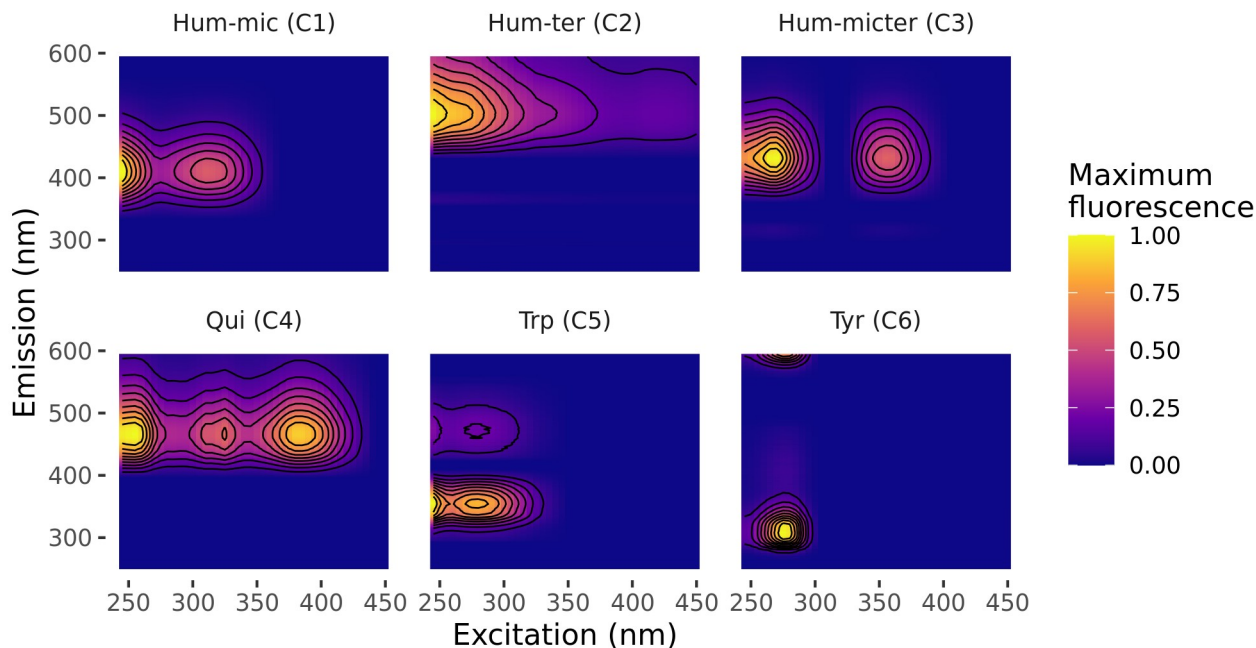 Hum-mic (C1)
Hum-ter (C2)
Hum-micter (C3)
600
500
400
300
Qui (C4)
Trp (C5)
Tyr (C6)
600
500
400
300
250 300 350 400 450
250 300 350 400 450
250 300 350 400 450
Emission (nm)
Excitation (nm)
Maximum
fluorescence
1.00
0.75
0.50
0.25
0.00